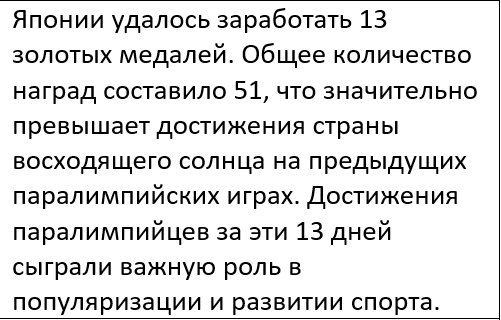 Японии удалось заработать 13
золотых медалей. Общее количество
наград составило 51, что значительно
превышает достижения страны
восходящего солнца на предыдущих
паралимпийских играх. Достижения
паралимпийцев за эти 13 дней
сыграли важную роль в
популяризации и развитии спорта.